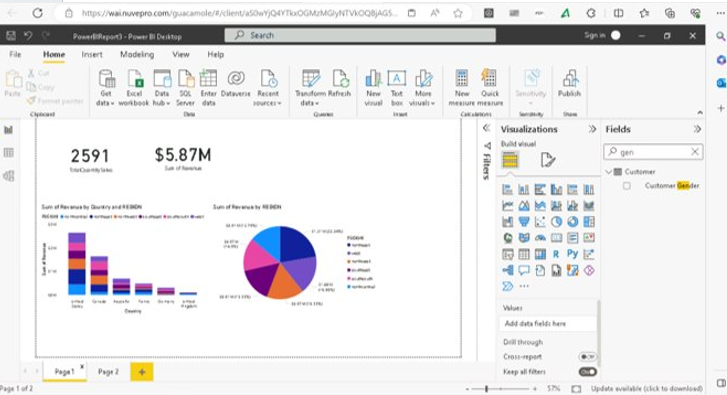 https://wai.nuvepro.com/guacamole/#/client/aS0wYjQ4YTkxOGMzMGIyNTVkOQBjAGS...
PowerBIReport3 - Power BI Desktop
Search
Sign in
File Home Insert Modeling View Help
Paste
Cut
Copy
Format painter
Get data
Excel workbook
Data hub
SQL Server
Enter data
Dataverse
Recent sources
Transform data
Refresh
New visual
Text box
More visuals
New measure
Quick measure
Sensitivity
Publish
Clipboard Data Queries Insert Calculations Sensitivity Share
2591
Total Quantity Sales
$5.87M
Sum of Revenue
Sum of Revenue by Country and REGION
REGION
Sum of Revenue
United States
Canada
Australia
France
Germany
United Kingdom
Country
Sum of Revenue by REGION
REGION
Filters
Visualizations
Build visual
R Py
Values
Add data fields here
Drill through
Cross-report
Off
Keep all filters
On
Fields
gen
Customer
Customer Gender
Page 1
Page 2
Page 1 of 2
57%
Update available (click to download)